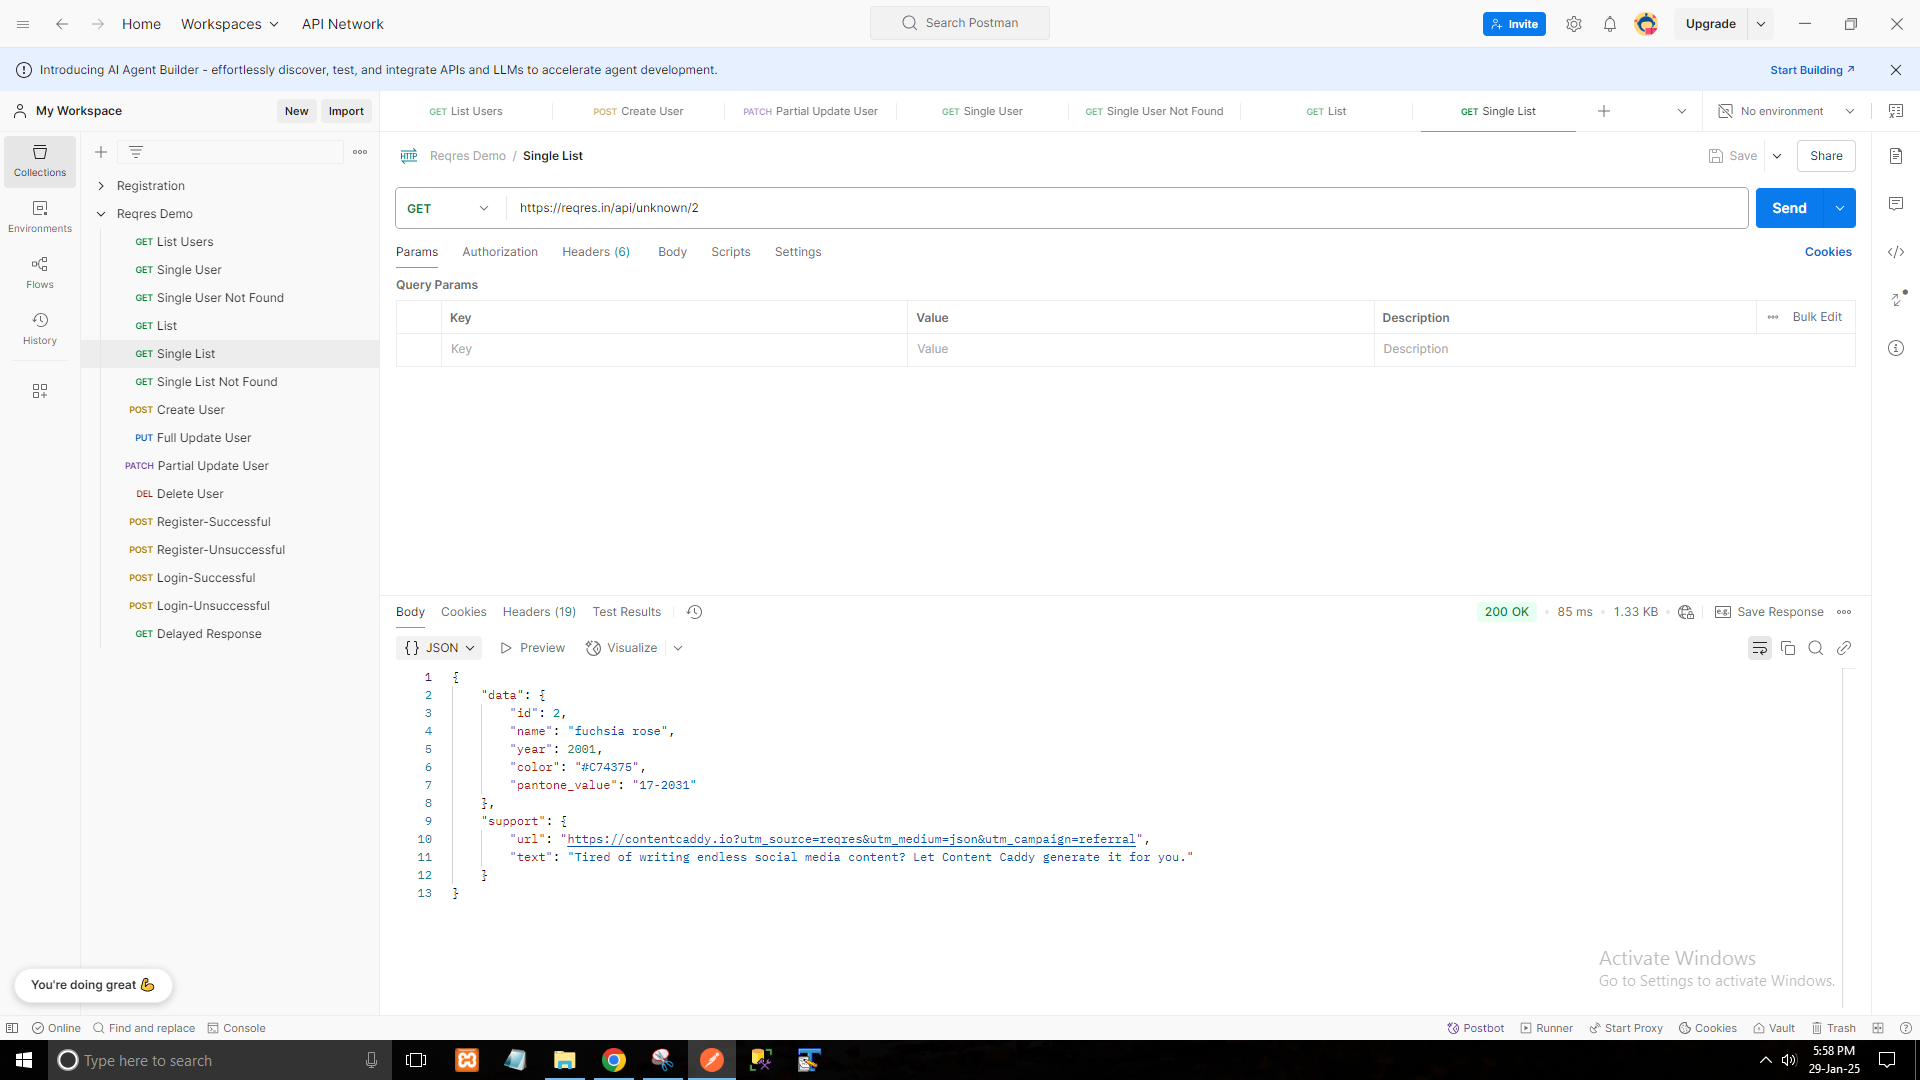 Home
Workspaces
API Network
Search Postman
Invite
Upgrade
Introducing AI Agent Builder - effortlessly discover, test, and integrate APIs and LLMs to accelerate agent development.
Start Building
My Workspace
New
Import
GET List Users
POST Create User
PATCH Partial Update User
GET Single User
GET Single User Not Found
GET List
GET Single List
No environment
Collections
Environments
Flows
History
Registration
Reqres Demo
GET List Users
GET Single User
GET Single User Not Found
GET List
GET Single List
GET Single List Not Found
POST Create User
PUT Full Update User
PATCH Partial Update User
DEL Delete User
POST Register-Successful
POST Register-Unsuccessful
POST Login-Successful
POST Login-Unsuccessful
GET Delayed Response
HTTP Reqres Demo / Single List
Save
Share
GET
https://reqres.in/api/unknown/2
Send
Params
Authorization
Headers (6)
Body
Scripts
Settings
Cookies
Query Params
Key Value Description
Bulk Edit
Key Value Description
Body
Cookies
Headers (19)
Test Results
200 OK
85 ms
1.33 KB
e.g. Save Response
{} JSON
Preview
Visualize
1 {
2 "data": {
3 "id": 2,
4 "name": "fuchsia rose",
5 "year": 2001,
6 "color": "#C74375",
7 "pantone_value": "17-2031"
8 },
9 "support": {
10 "url": "https://contentcaddy.io?utm_source=reqres&utm_medium=json&utm_campaign=referral",
11 "text": "Tired of writing endless social media content? Let Content Caddy generate it for you."
12 }
13 }
Activate Windows
Go to Settings to activate Windows.
You're doing great 💪
Online
Find and replace
Console
Postbot
Runner
Start Proxy
Cookies
Vault
Trash
Type here to search
5:58 PM
29-Jan-25